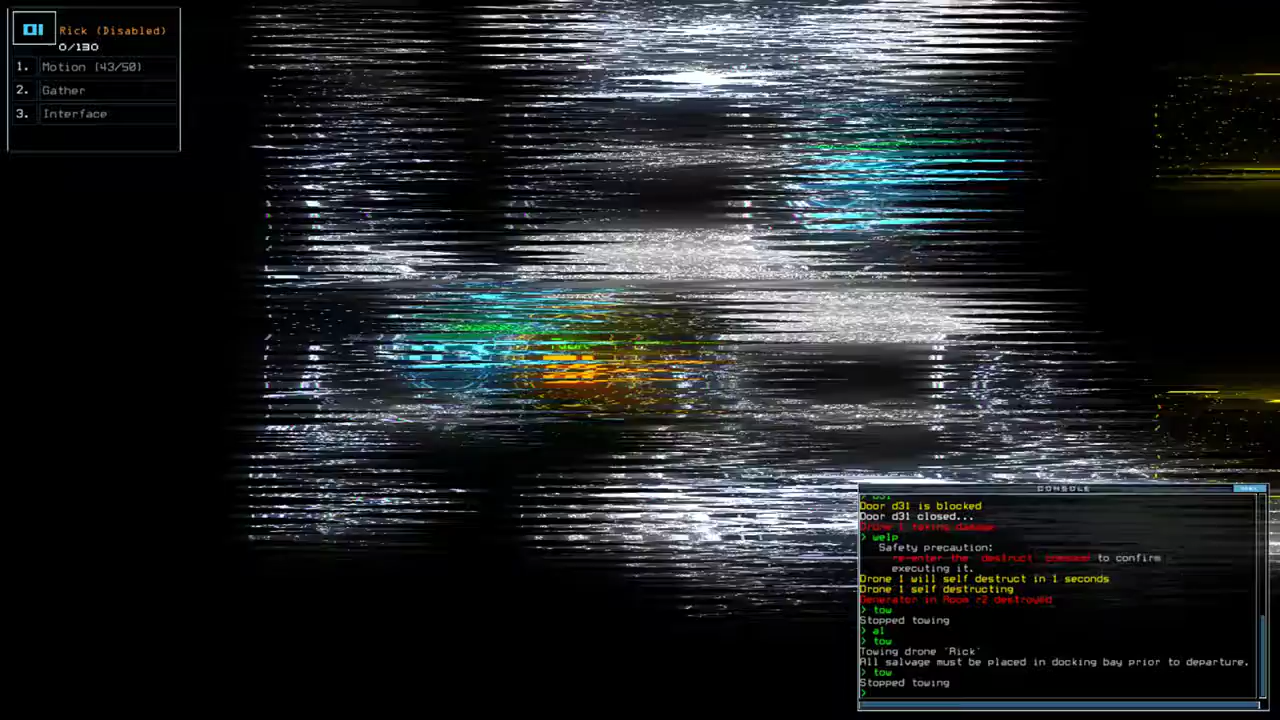 01
Rick (Disabled)
0/130
1. Motion (43/50)
2. Gather
3. Interface
CONSOLE
> d31
Door d31 is blocked
Door d31 closed...
Drone 1 taking damage
> welp
Safety precaution:
re-enter the 'destruct' command to confirm
executing it.
Drone 1 will self destruct in 1 seconds
Drone 1 self destructing
Generator in Room r2 destroyed
> tow
Stopped towing
> al
> tow
Towing drone 'Rick'
All salvage must be placed in docking bay prior to departure.
> tow
Stopped towing
>